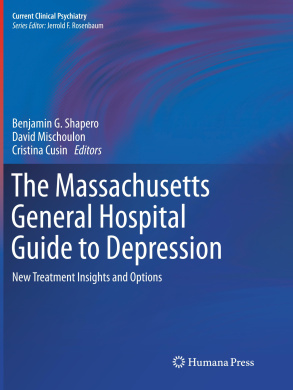 Current Clinical Psychiatry
Series Editor: Jerrold F. Rosenbaum
Benjamin G. Shapero
David Mischoulon
Cristina Cusin Editors
The Massachusetts
General Hospital
Guide to Depression
New Treatment Insights and Options
Humana Press